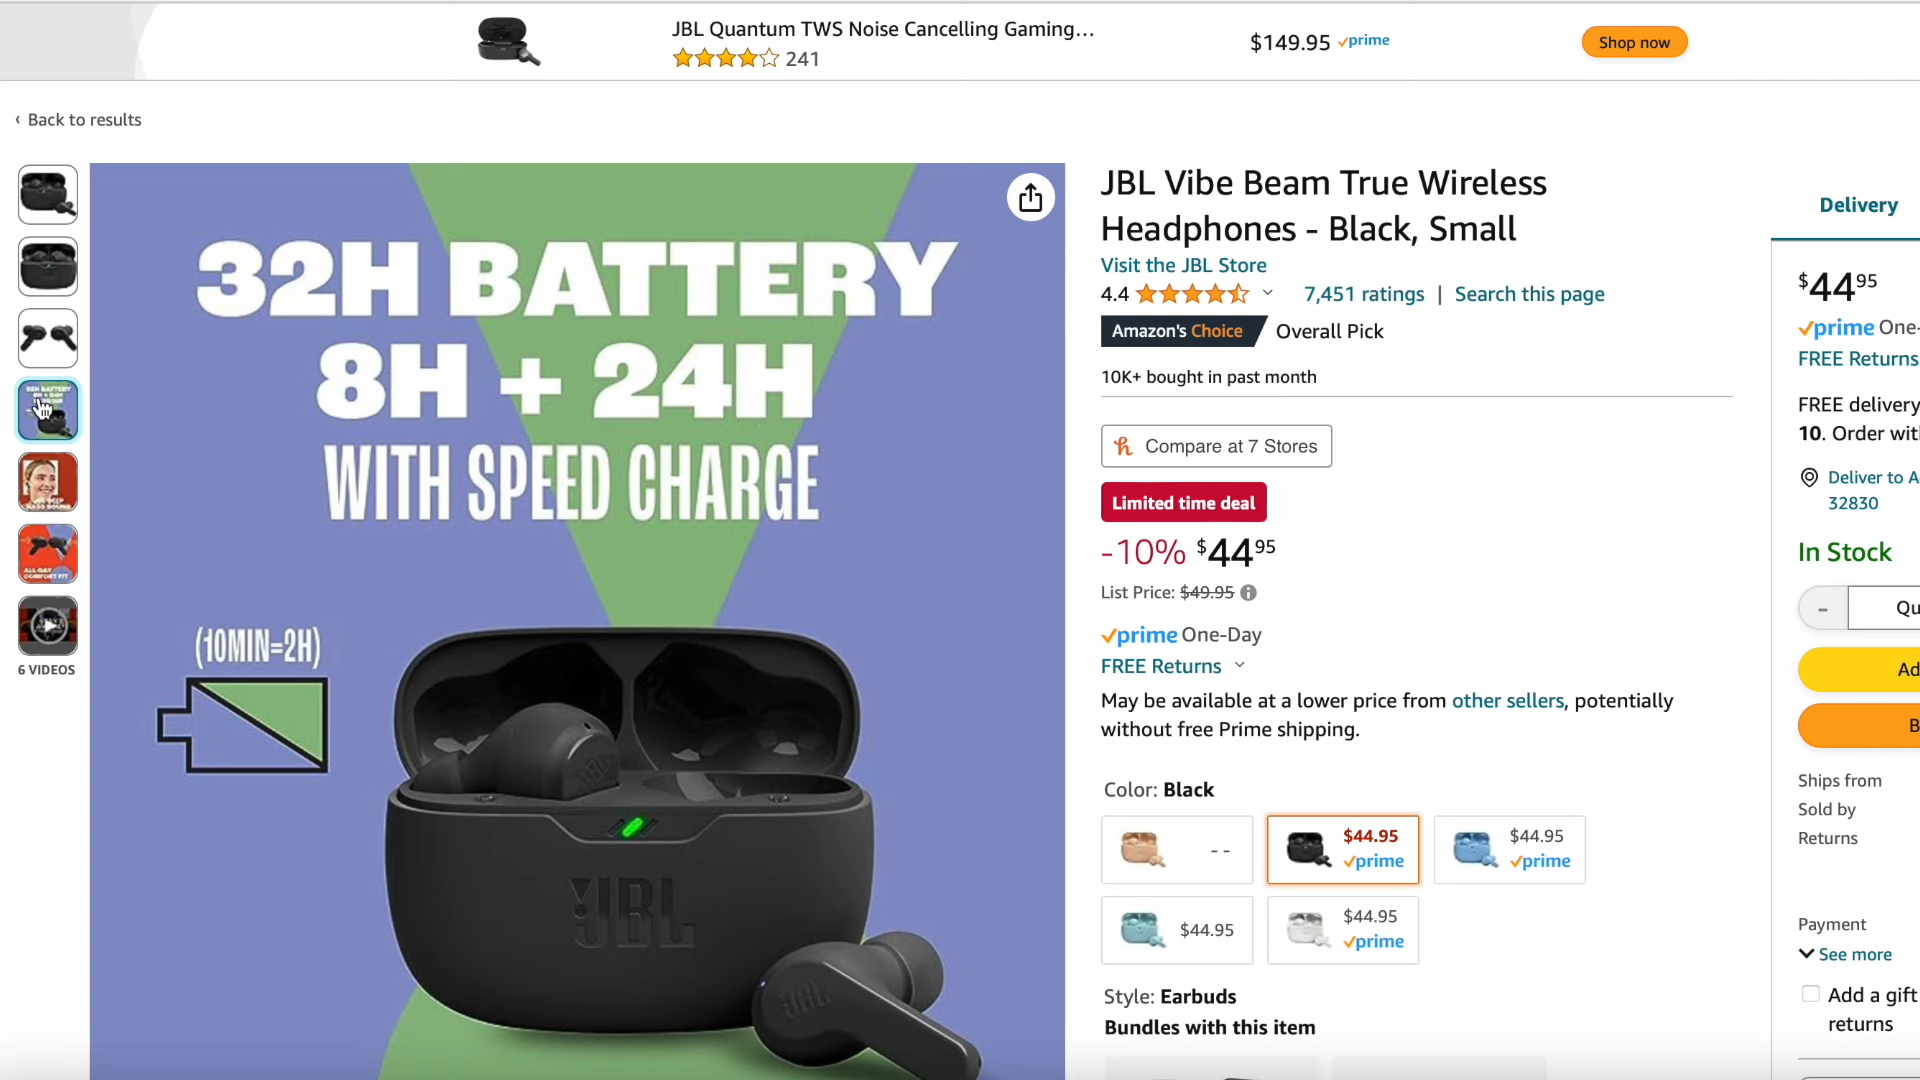 JBL Quantum TWS Noise Cancelling Gaming...
241
$149.95 prime
Shop now
‹ Back to results
6 VIDEOS
32H BATTERY
8H + 24H
WITH SPEED CHARGE
(10MIN=2H)
JBL
JBL
JBL Vibe Beam True Wireless
Headphones - Black, Small
Visit the JBL Store
4.4 7,451 ratings | Search this page
Amazon's Choice Overall Pick
10K+ bought in past month
Compare at 7 Stores
Limited time deal
-10% $44 95
List Price: $49.95
prime One-Day
FREE Returns
May be available at a lower price from other sellers, potentially
without free Prime shipping.
Color: Black
- -
$44.95
prime
$44.95
prime
$44.95
$44.95
prime
Style: Earbuds
Bundles with this item
Delivery
$44 95
prime One-
FREE Returns
FREE delivery
10. Order wit
Deliver to A
32830
In Stock
- Qu
Ad
B
Ships from
Sold by
Returns
Payment
See more
Add a gift
returns